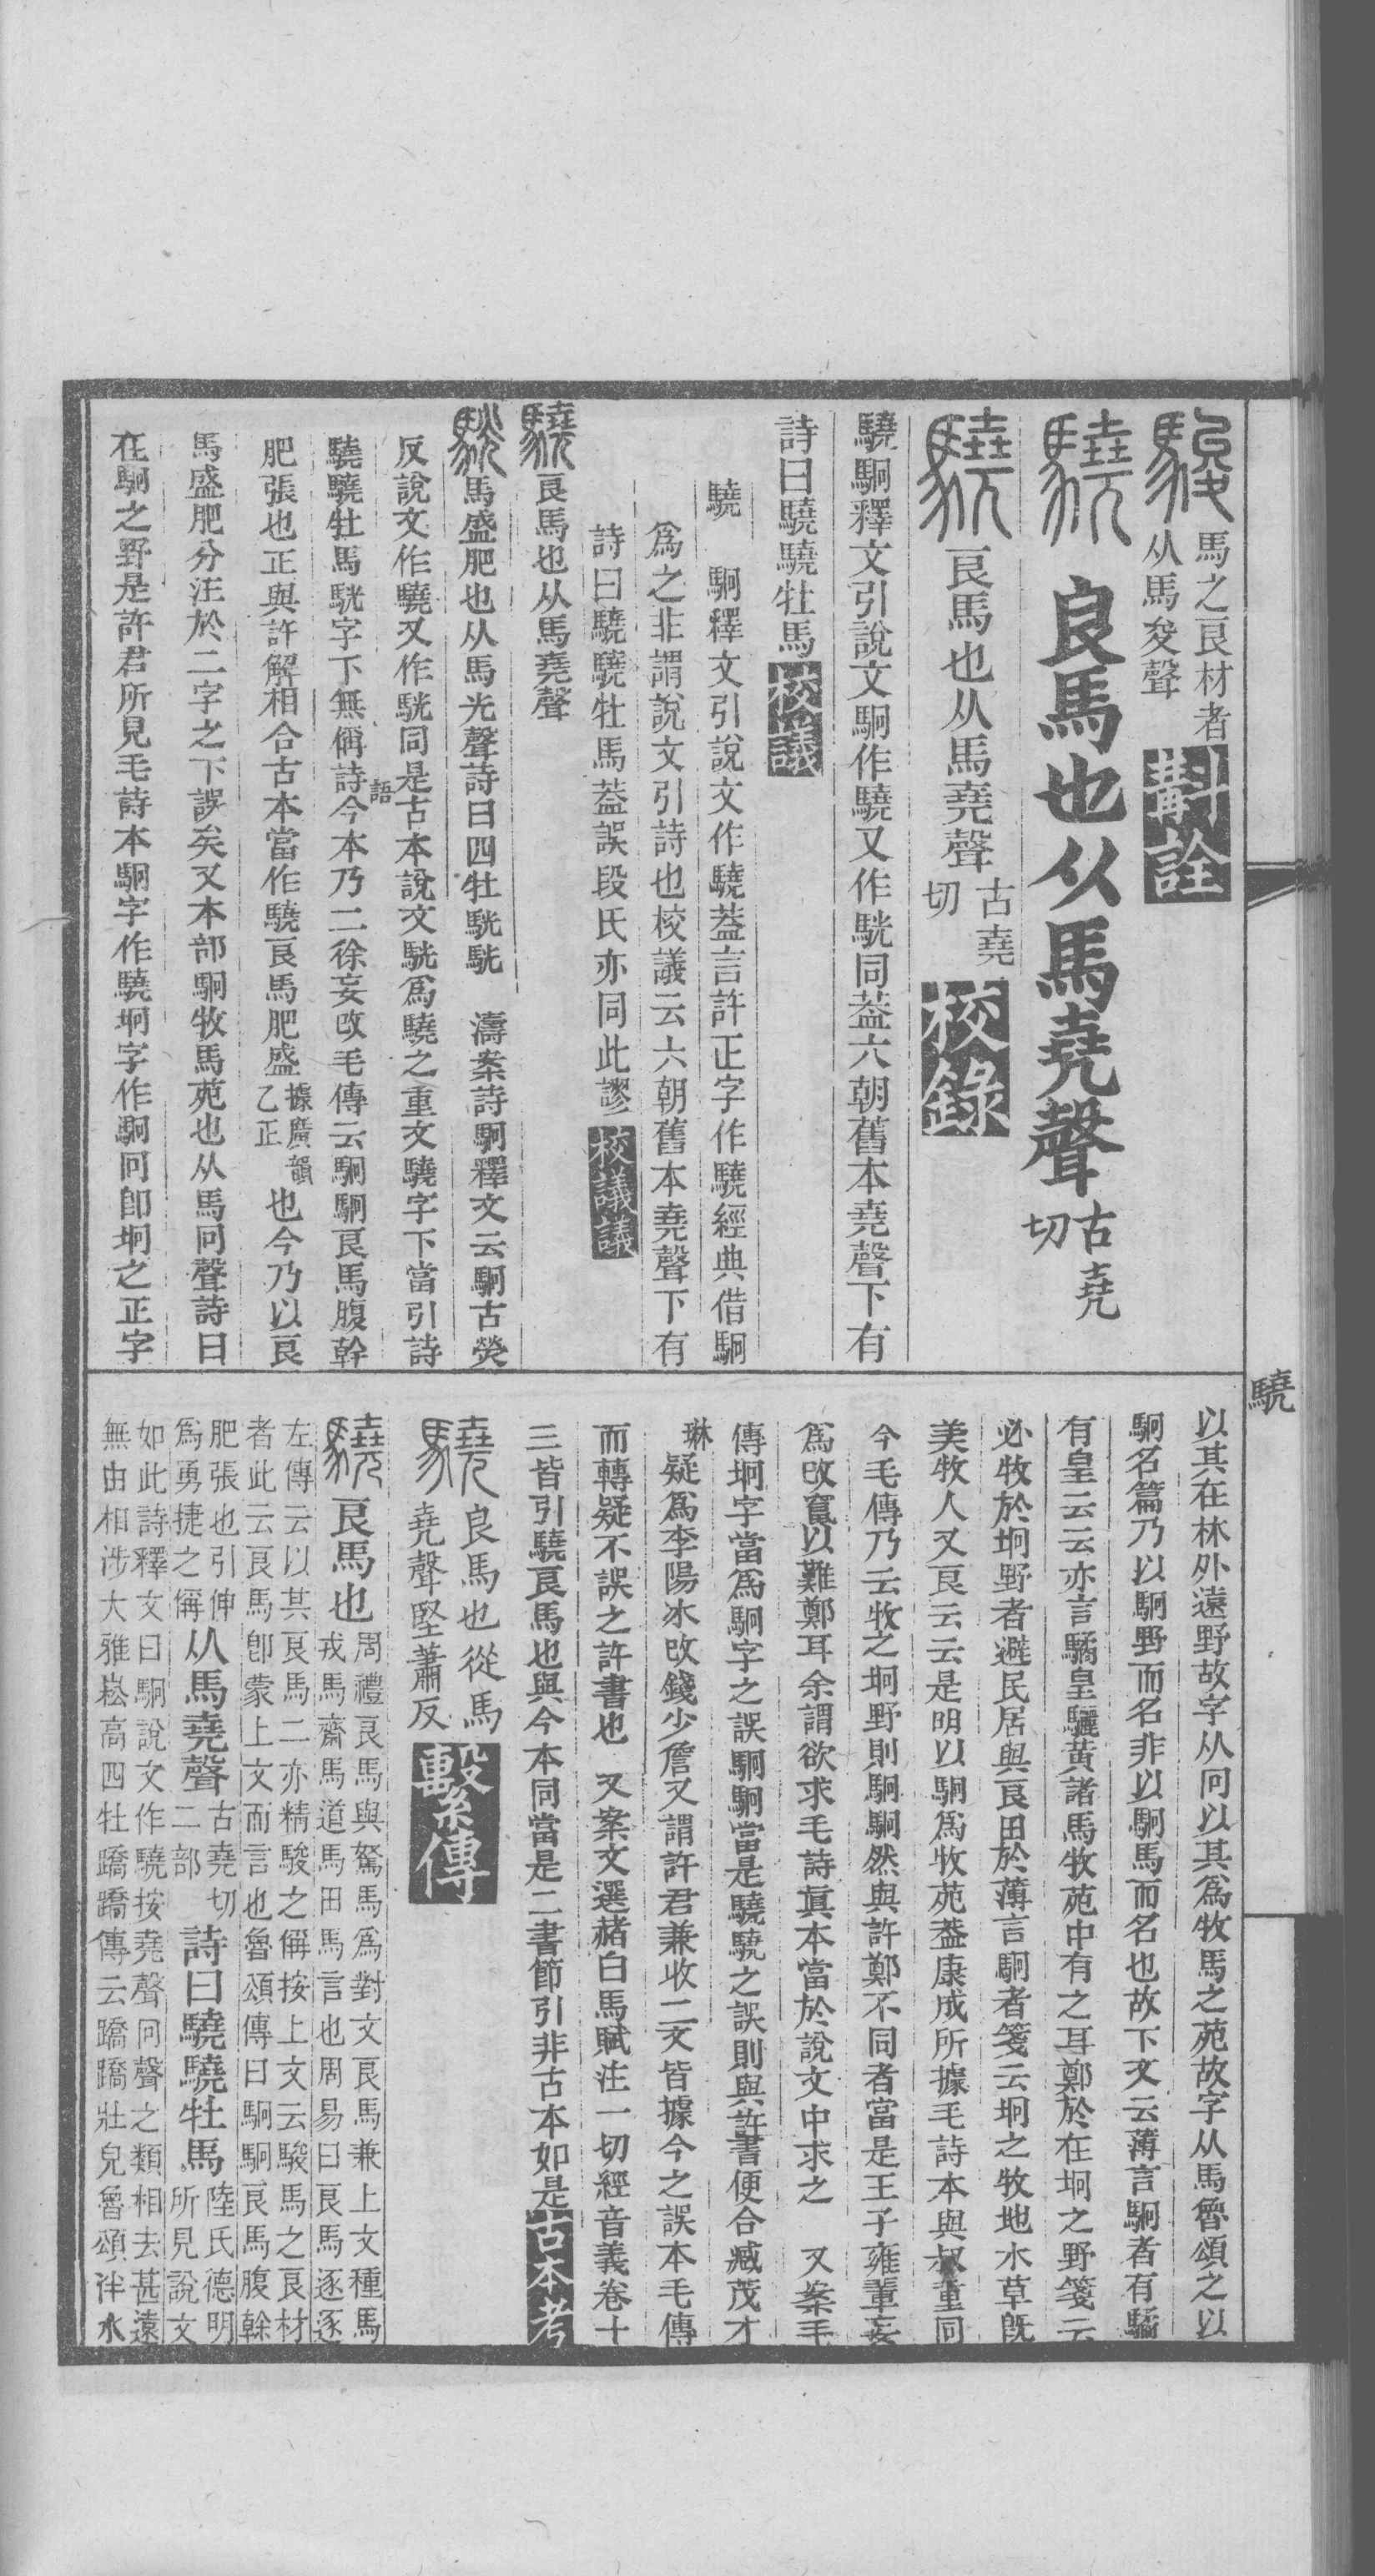 駿馬之良材者
从馬夋聲
斠詮
驍良馬也从馬堯聲古堯
切
驍良馬也从馬堯聲古堯
切
校錄
驍駉釋文引說文駉作驍又作駫同葢六朝舊本堯聲下有
詩曰驍驍牡馬校議
驍 駉釋文引說文作驍葢言許正字作驍經典借駉
爲之非謂說文引詩也校議云六朝舊本堯聲下有
詩曰驍驍牡馬葢誤段氏亦同此謬校議議
驍良馬也从馬堯聲
駫馬盛肥也从馬光聲詩曰四牡駫駫 濤案詩駉釋文云駉古熒
反說文作驍又作駫同是古本說文駫爲驍之重文驍字下當引詩
語
驍驍牡馬駫字下無偁詩今本乃二徐妄改毛傳云駉駉良馬腹幹
肥張也正與許解相合古本當作驍良馬肥盛據廣韻
乙正
也今乃以良
馬盛肥分注於二字之下誤矣又本部駉牧馬苑也从馬冋聲詩曰
在駉之野是許君所見毛詩本駉字作驍坰字作駉冋卽坰之正字
驍
以其在林外遠野故字从冋以其爲牧馬之苑故字从馬魯頌之以
駉名篇乃以駉野而名非以駉馬而名也故下文云薄言駉者有驈
有皇云云亦言驈皇驪黃諸馬牧苑中有之耳鄭於在坰之野箋云
必牧於坰野者避民居與良田於薄言駉者箋云坰之牧地水草旣
美牧人又良云云是明以駉爲牧苑葢康成所據毛詩本與叔重同
今毛傳乃云牧之坰野則駉駉然與許鄭不同者當是王子雍輩妄
爲改竄以難鄭耳余謂欲求毛詩眞本當於說文中求之 又案毛
傳坰字當爲駉字之誤駉駉當是驍驍之誤則與許書便合臧茂才
琳
疑爲李陽冰改錢少詹又謂許君兼收二文皆據今之誤本毛傳
而轉疑不誤之許書也 又案文選赭白馬賦注一切經音義卷十
三皆引驍良馬也與今本同當是二書節引非古本如是古本考
驍良馬也從馬
堯聲堅蕭反
繫傳
驍良馬也周禮良馬與駑馬爲對文良馬兼上文種馬
戎馬齋馬道馬田馬言也周易曰良馬逐逐
左傳云以其良馬二亦精駿之偁按上文云駿馬之良材
者此云良馬卽蒙上文而言也魯頌傳曰駉駉良馬腹榦
肥張也引伸
爲勇捷之偁
从馬堯聲古堯切
二部
詩曰驍驍牡馬陸氏德明
所見說文
如此詩釋文曰駉說文作驍按堯聲冋聲之類相去甚遠
無由相涉大雅崧高四牡蹻蹻傳云蹻蹻壯皃魯頌泮水